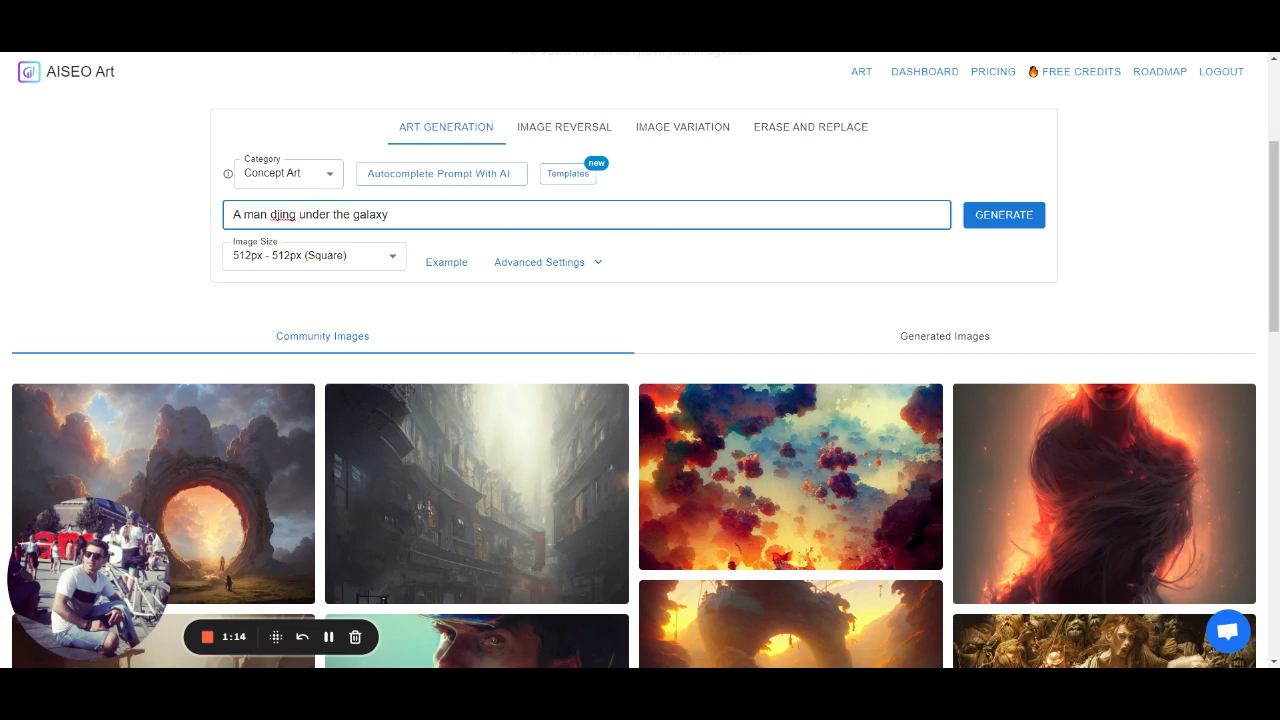 AISEO Art
ART DASHBOARD PRICING 🔥 FREE CREDITS ROADMAP LOGOUT
ART GENERATION IMAGE REVERSAL IMAGE VARIATION ERASE AND REPLACE
Category
Concept Art
Autocomplete Prompt With AI
Templates
new
A man djing under the galaxy
GENERATE
Image Size
512px - 512px (Square)
Example
Advanced Settings
Community Images
Generated Images
1:14